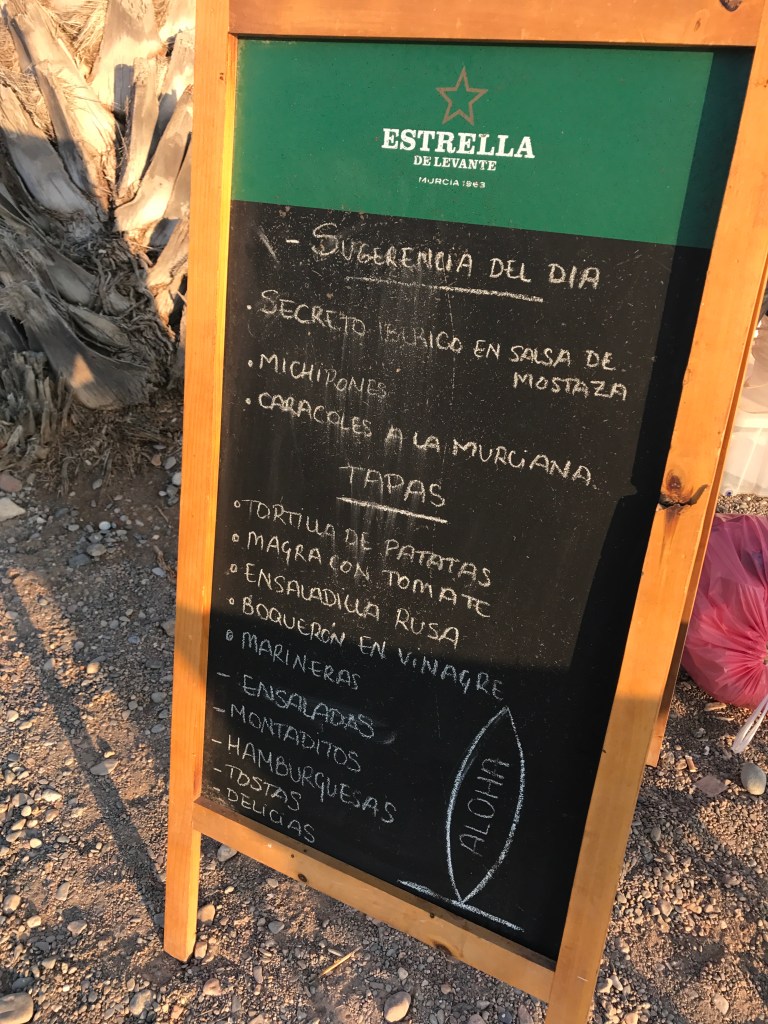 ESTRELLA
DE LEVANTE
MURCIA 1963
- SUGERENCIA DEL DIA
• SECRETO IBERICO EN SALSA DE
MOSTAZA
• MICHIRONES
• CARACOLES A LA MURCIANA
TAPAS
• TORTILLA DE PATATAS
• MAGRA CON TOMATE
• ENSALADILLA RUSA
• BOQUERÓN EN VINAGRE
• MARINERAS
- ENSALADAS
- MONTADITOS
- HAMBURGUESAS
- TOSTAS
- DELICIAS
ALOHA